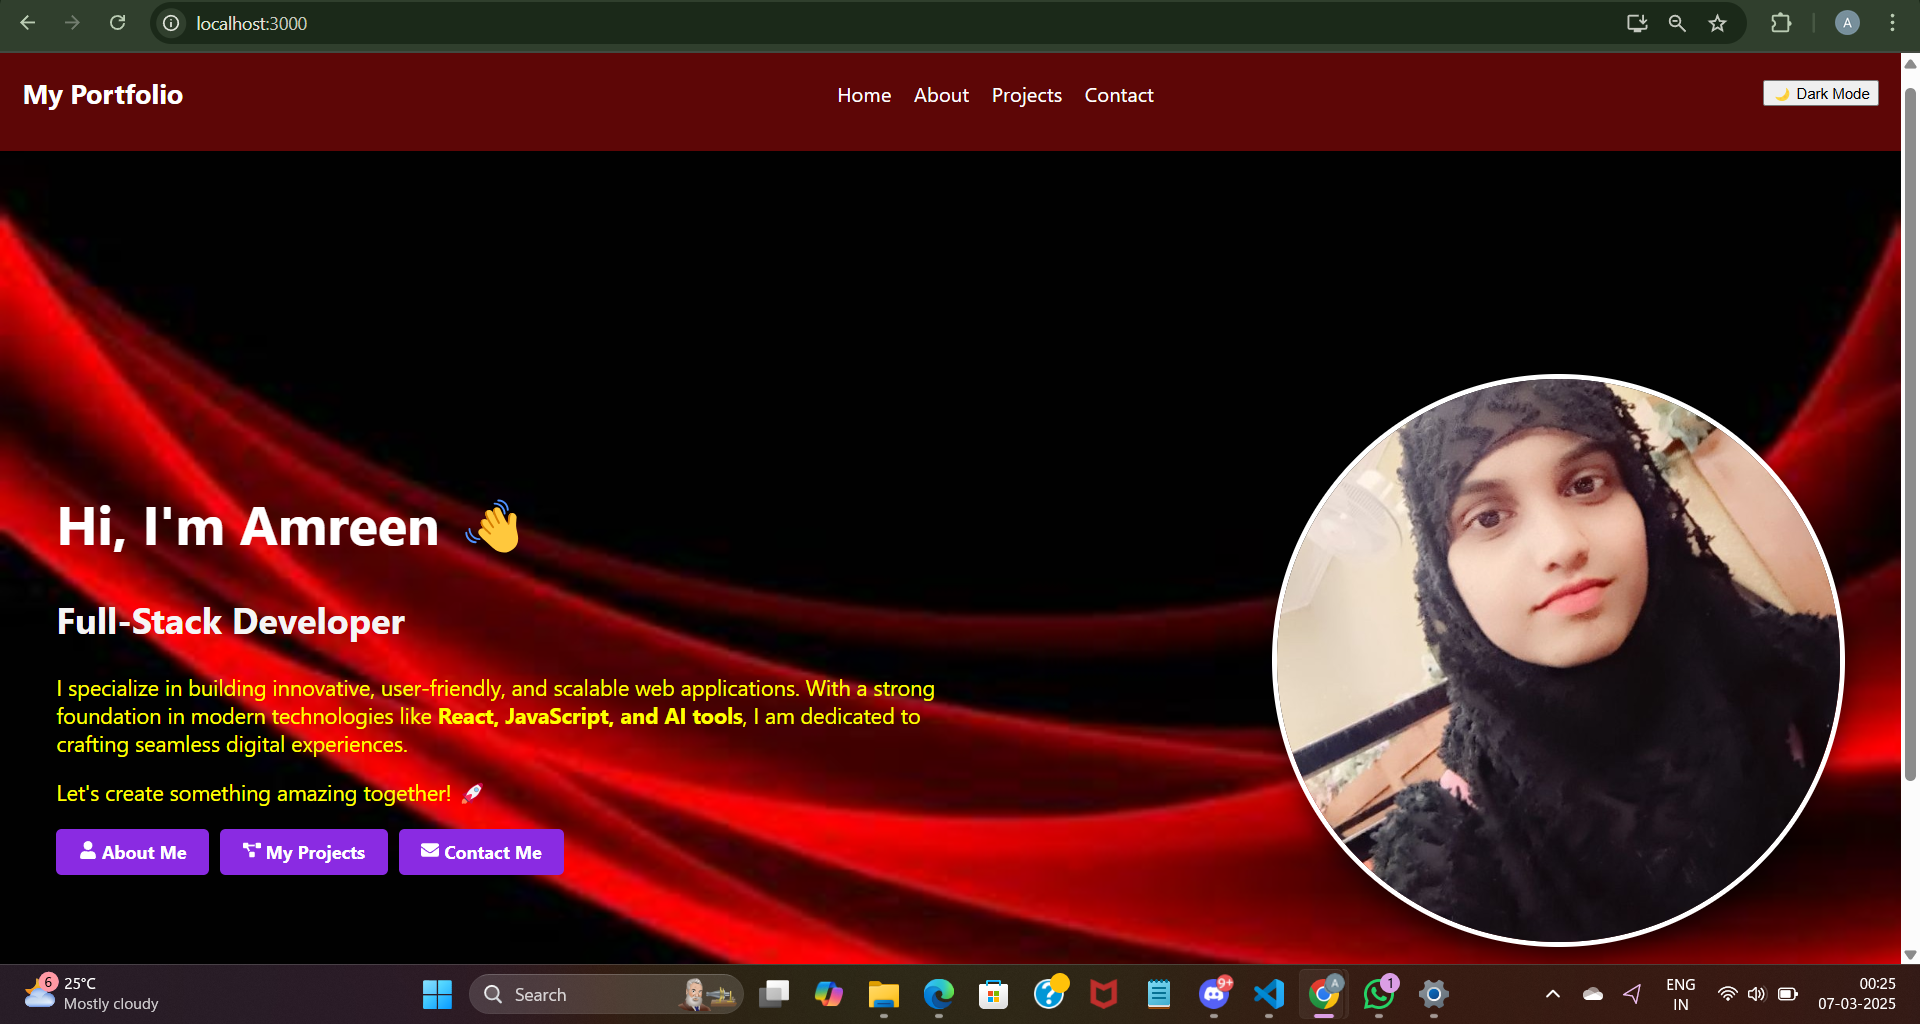 localhost:3000
A
My Portfolio
Home About Projects Contact
🌙 Dark Mode
Hi, I'm Amreen 👋
Full-Stack Developer
I specialize in building innovative, user-friendly, and scalable web applications. With a strong
foundation in modern technologies like React, JavaScript, and AI tools, I am dedicated to
crafting seamless digital experiences.
Let's create something amazing together! 🚀
About Me My Projects Contact Me
6
25°C
Mostly cloudy
Search
9+
A
1
ENG
IN
00:25
07-03-2025